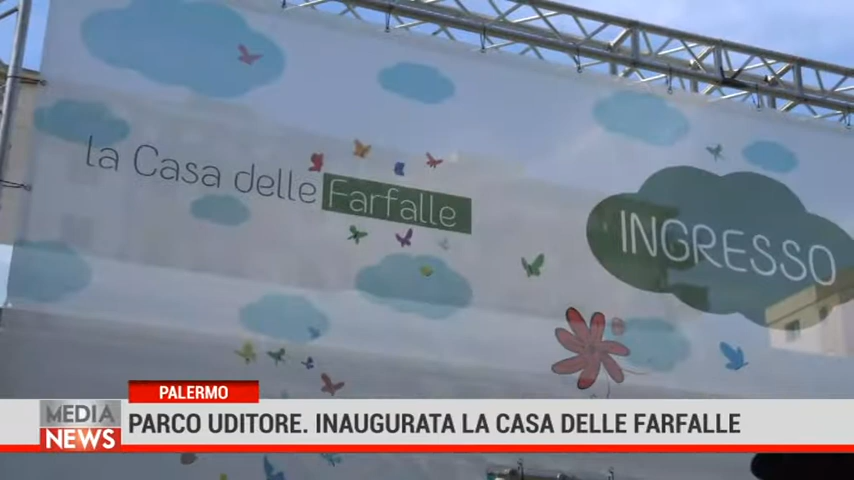 la Casa delle Farfalle
INGRESSO
PALERMO
MEDIA
NEWS
PARCO UDITORE. INAUGURATA LA CASA DELLE FARFALLE